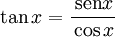 tan x = senx / cos x